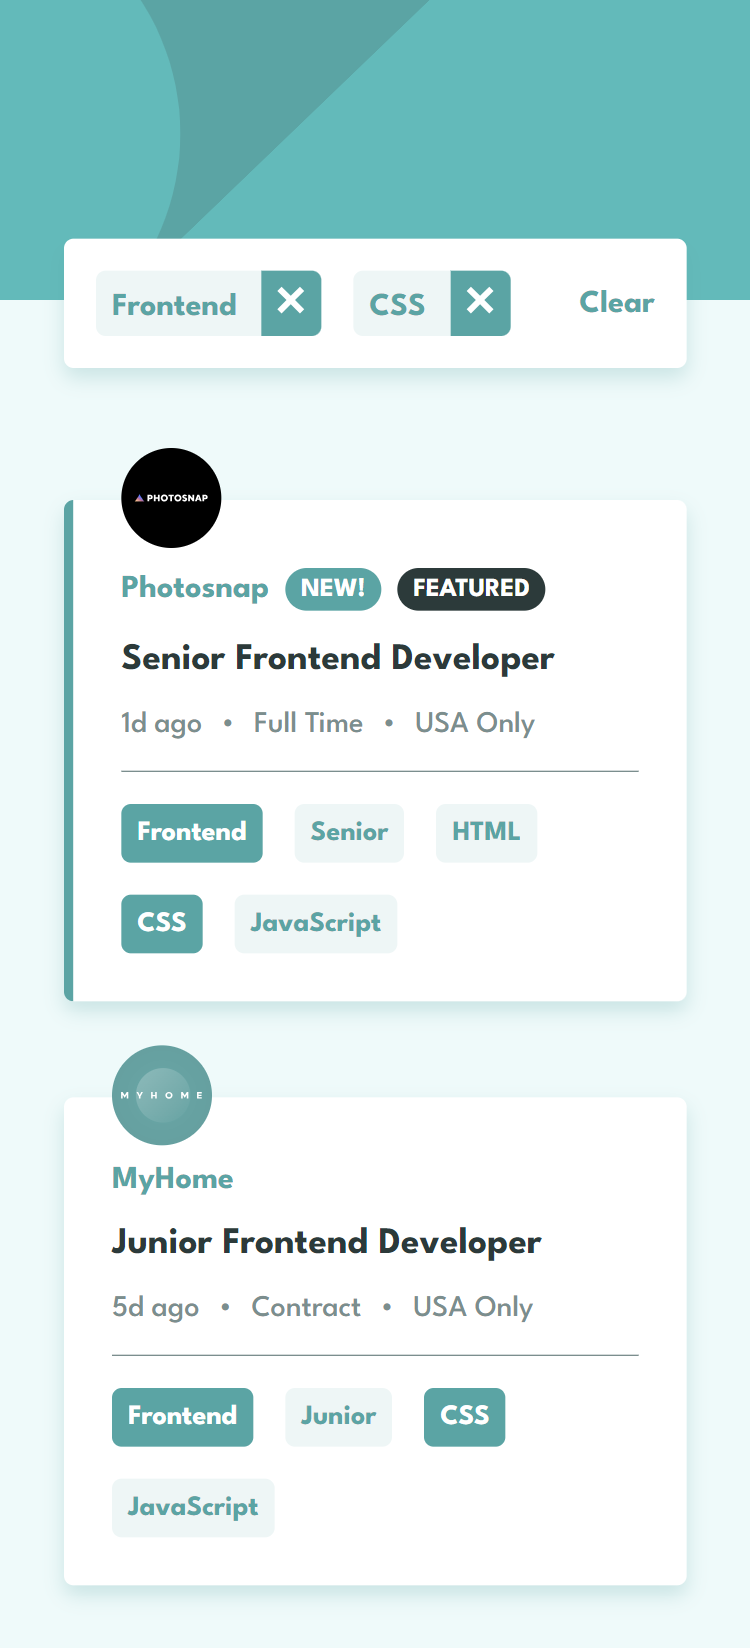 Frontend CSS Clear
PHOTOSNAP
Photosnap NEW! FEATURED
Senior Frontend Developer
1d ago • Full Time • USA Only
Frontend Senior HTML
CSS JavaScript
MYHOME
MyHome
Junior Frontend Developer
5d ago • Contract • USA Only
Frontend Junior CSS
JavaScript